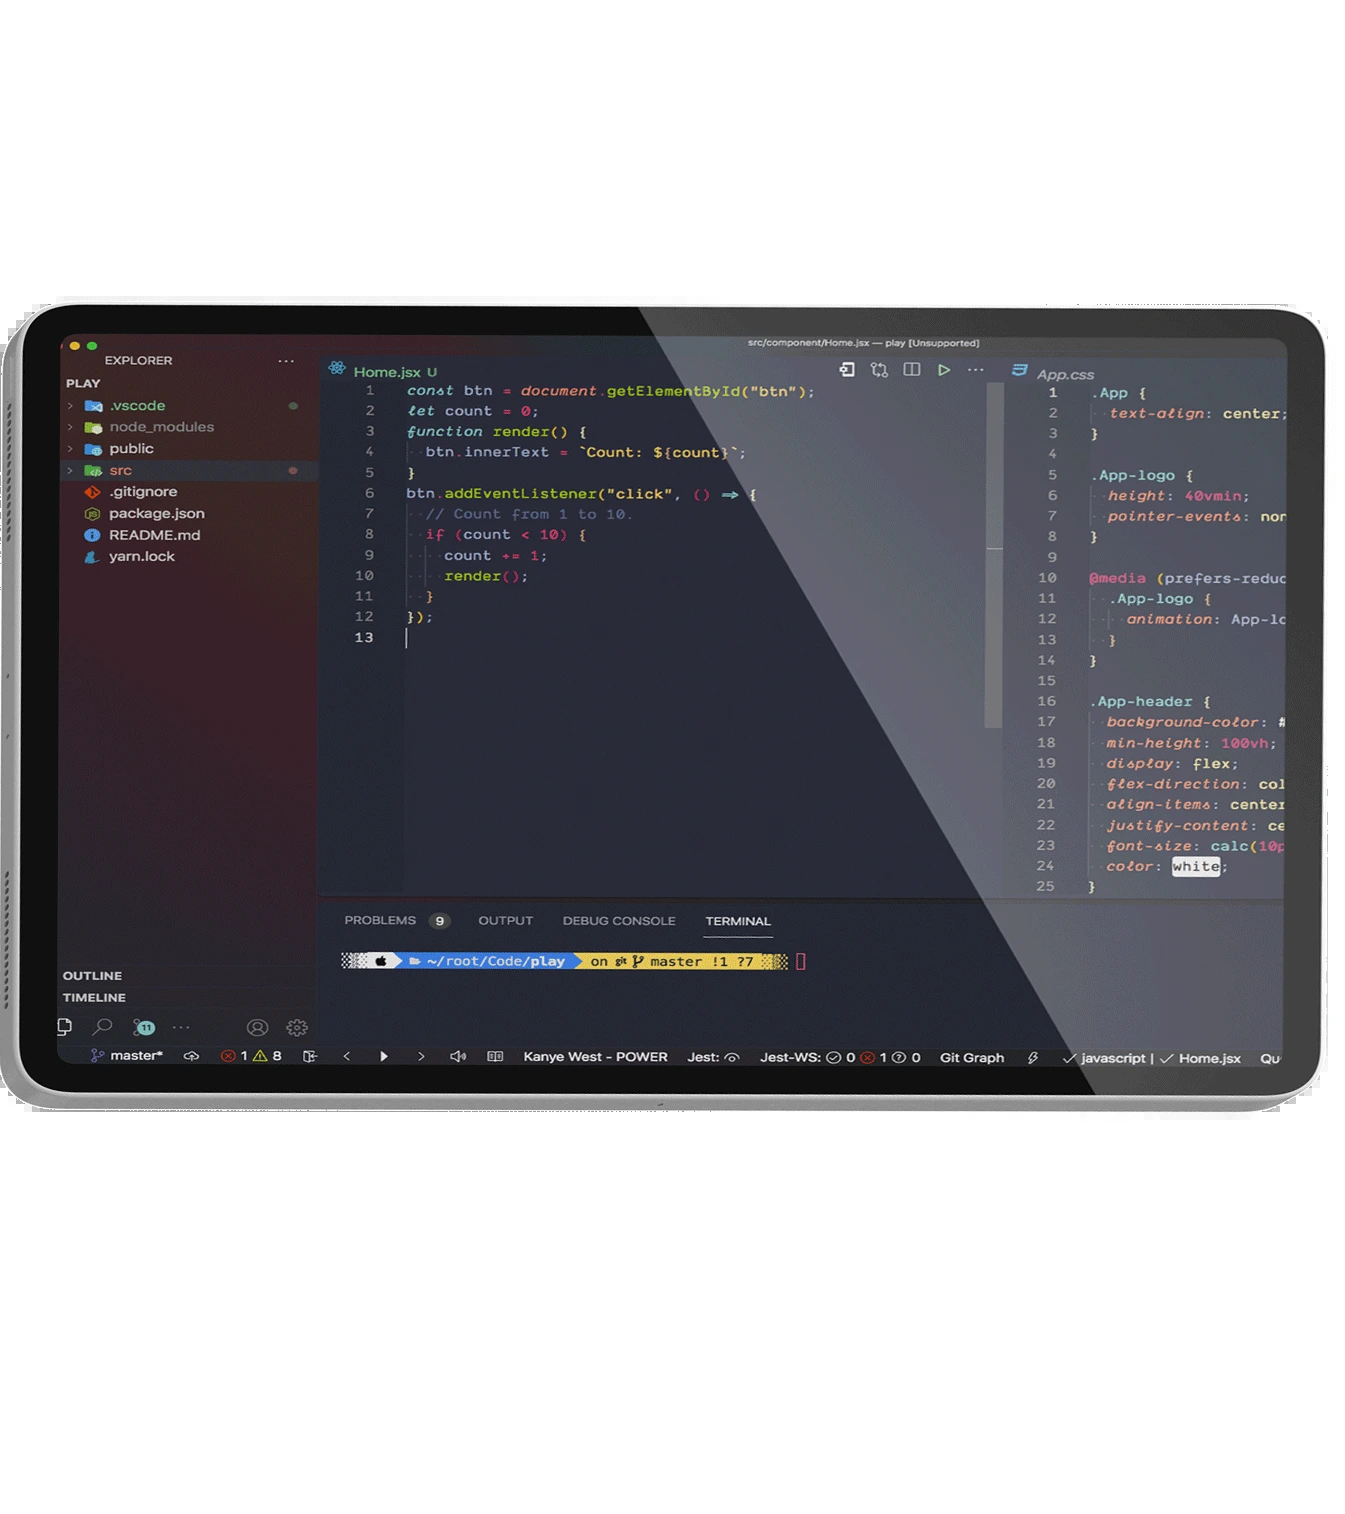 src/component/Home.jsx — play [Unsupported]
EXPLORER ···
PLAY
> .vscode
> node_modules
> public
> src
.gitignore
package.json
README.md
yarn.lock
OUTLINE
TIMELINE
11 ···
Home.jsx U
1 const btn = document.getElementById("btn");
2 let count = 0;
3 function render() {
4 btn.innerText = `Count: ${count}`;
5 }
6 btn.addEventListener("click", () => {
7 // Count from 1 to 10.
8 if (count < 10) {
9 count += 1;
10 render();
11 }
12 });
13
App.css
1 .App {
2 text-align: center;
3 }
4
5 .App-logo {
6 height: 40vmin;
7 pointer-events: non
8 }
9
10 @media (prefers-reduc
11 .App-logo {
12 animation: App-lo
13 }
14 }
15
16 .App-header {
17 background-color: #
18 min-height: 100vh;
19 display: flex;
20 flex-direction: col
21 align-items: center
22 justify-content: ce
23 font-size: calc(10p
24 color: white;
25 }
PROBLEMS 9 OUTPUT DEBUG CONSOLE TERMINAL
~/root/Code/play on git master !1 ?7
master* 1 8 < > Kanye West - POWER Jest: Jest-WS: 0 1 0 Git Graph ✓ javascript | ✓ Home.jsx Qu